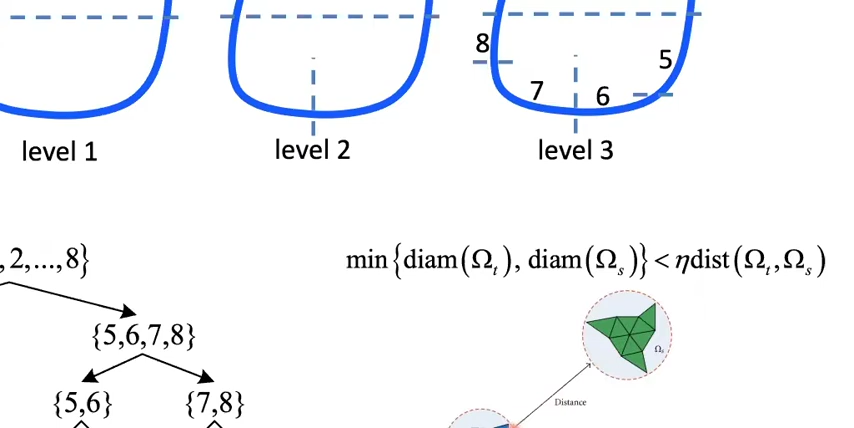 8
5
7
6
level 1
level 2
level 3
, 2,...,8}
min{diam(Ωₜ), diam(Ωₛ)} < ηdist(Ωₜ,Ωₛ)
{5,6,7,8}
Ωₛ
{5,6}
{7,8}
Distance